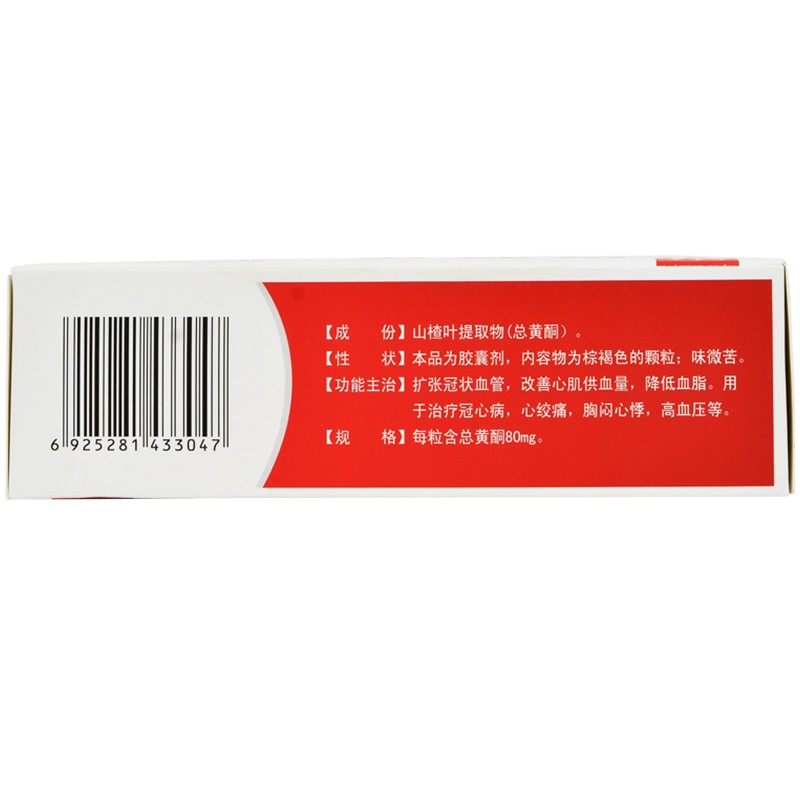 【成　份】山楂叶提取物(总黄酮）。
【性　状】本品为胶囊剂，内容物为棕褐色的颗粒；味微苦。
【功能主治】扩张冠状血管，改善心肌供血量，降低血脂。用
于治疗冠心病，心绞痛，胸闷心悸，高血压等。
【规　格】每粒含总黄酮80mg。
6 925281 433047